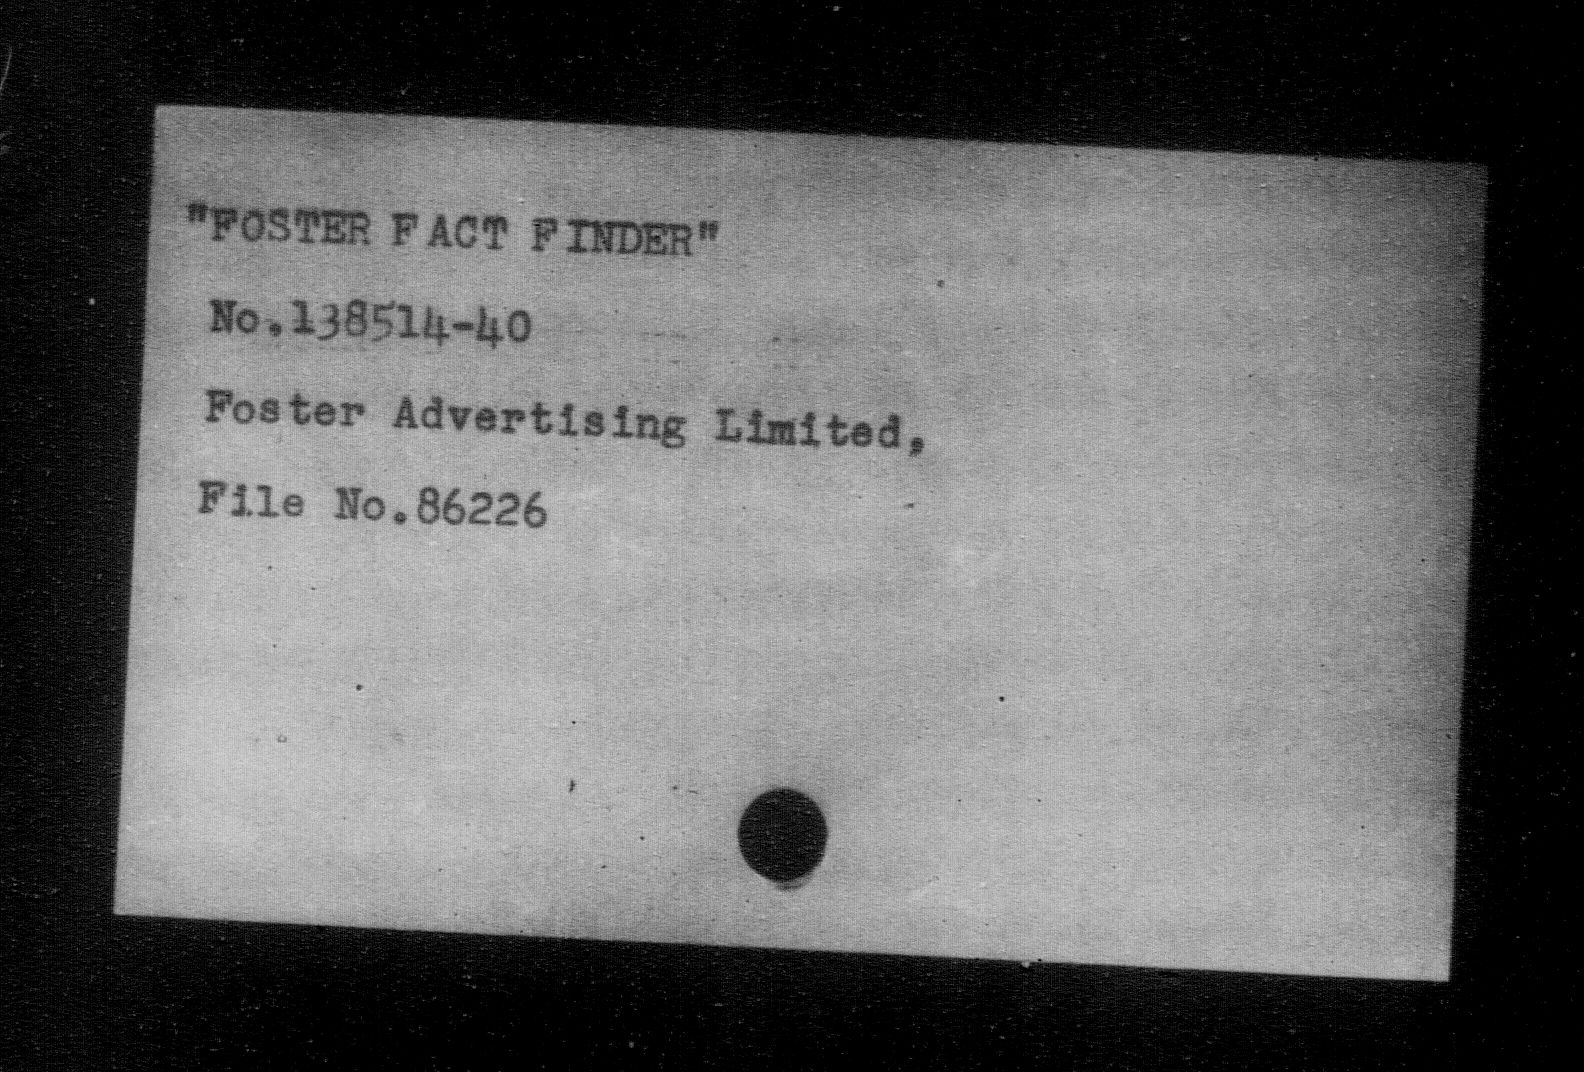 "FOSTER FACT FINDER"
No.138514-40
Foster Advertising Limited,
File No.86226